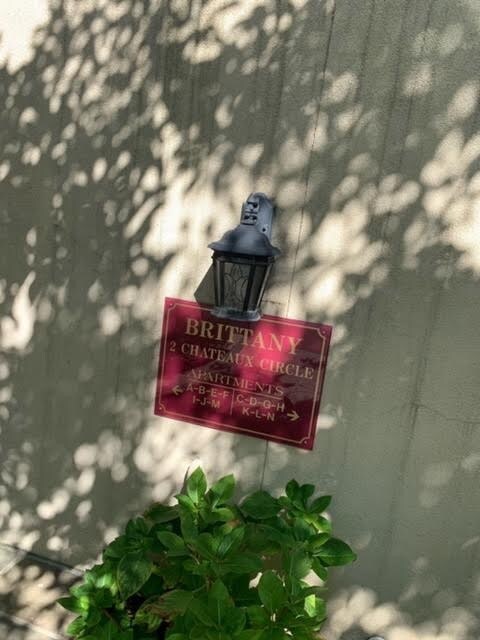 BRITTANY
2 CHATEAUX CIRCLE
APARTMENTS
← A-B-E-F C-D-G-H
I-J-M K-L-N →